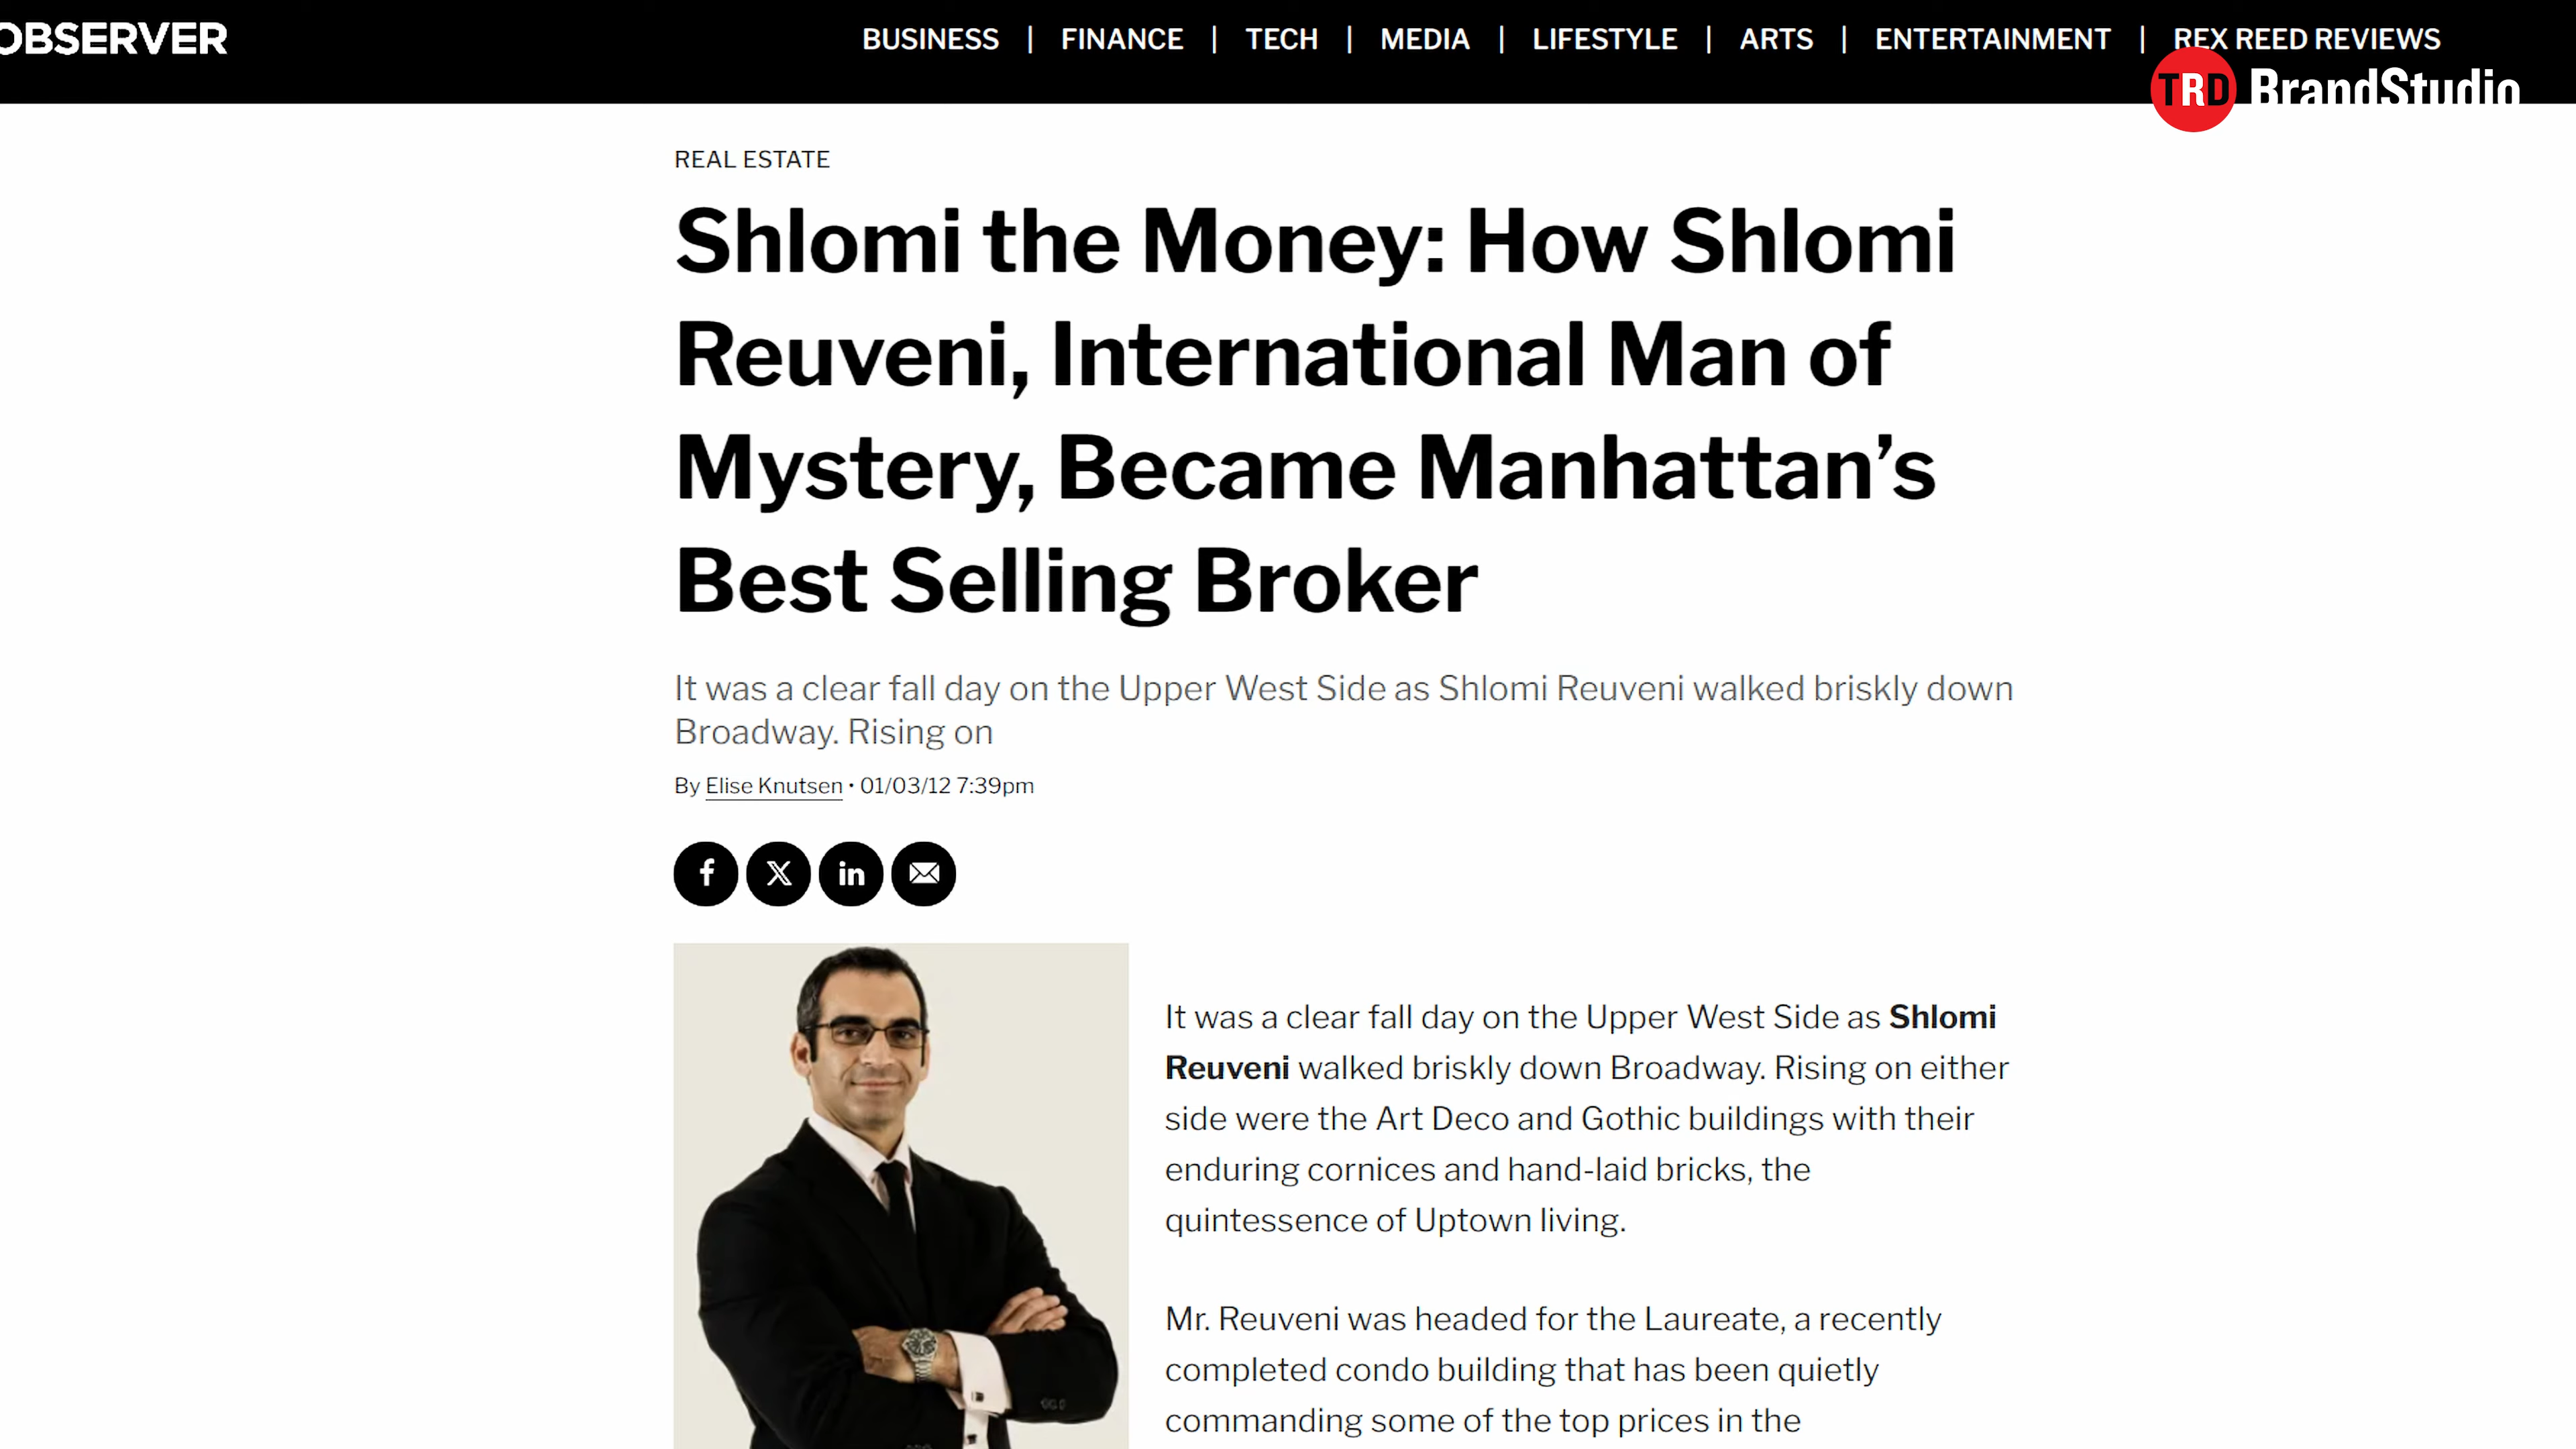 OBSERVER
BUSINESS | FINANCE | TECH | MEDIA | LIFESTYLE | ARTS | ENTERTAINMENT | REX REED REVIEWS
TRD BrandStudio
REAL ESTATE
Shlomi the Money: How Shlomi
Reuveni, International Man of
Mystery, Became Manhattan’s
Best Selling Broker
It was a clear fall day on the Upper West Side as Shlomi Reuveni walked briskly down
Broadway. Rising on
By Elise Knutsen • 01/03/12 7:39pm
It was a clear fall day on the Upper West Side as Shlomi
Reuveni walked briskly down Broadway. Rising on either
side were the Art Deco and Gothic buildings with their
enduring cornices and hand-laid bricks, the
quintessence of Uptown living.
Mr. Reuveni was headed for the Laureate, a recently
completed condo building that has been quietly
commanding some of the top prices in the